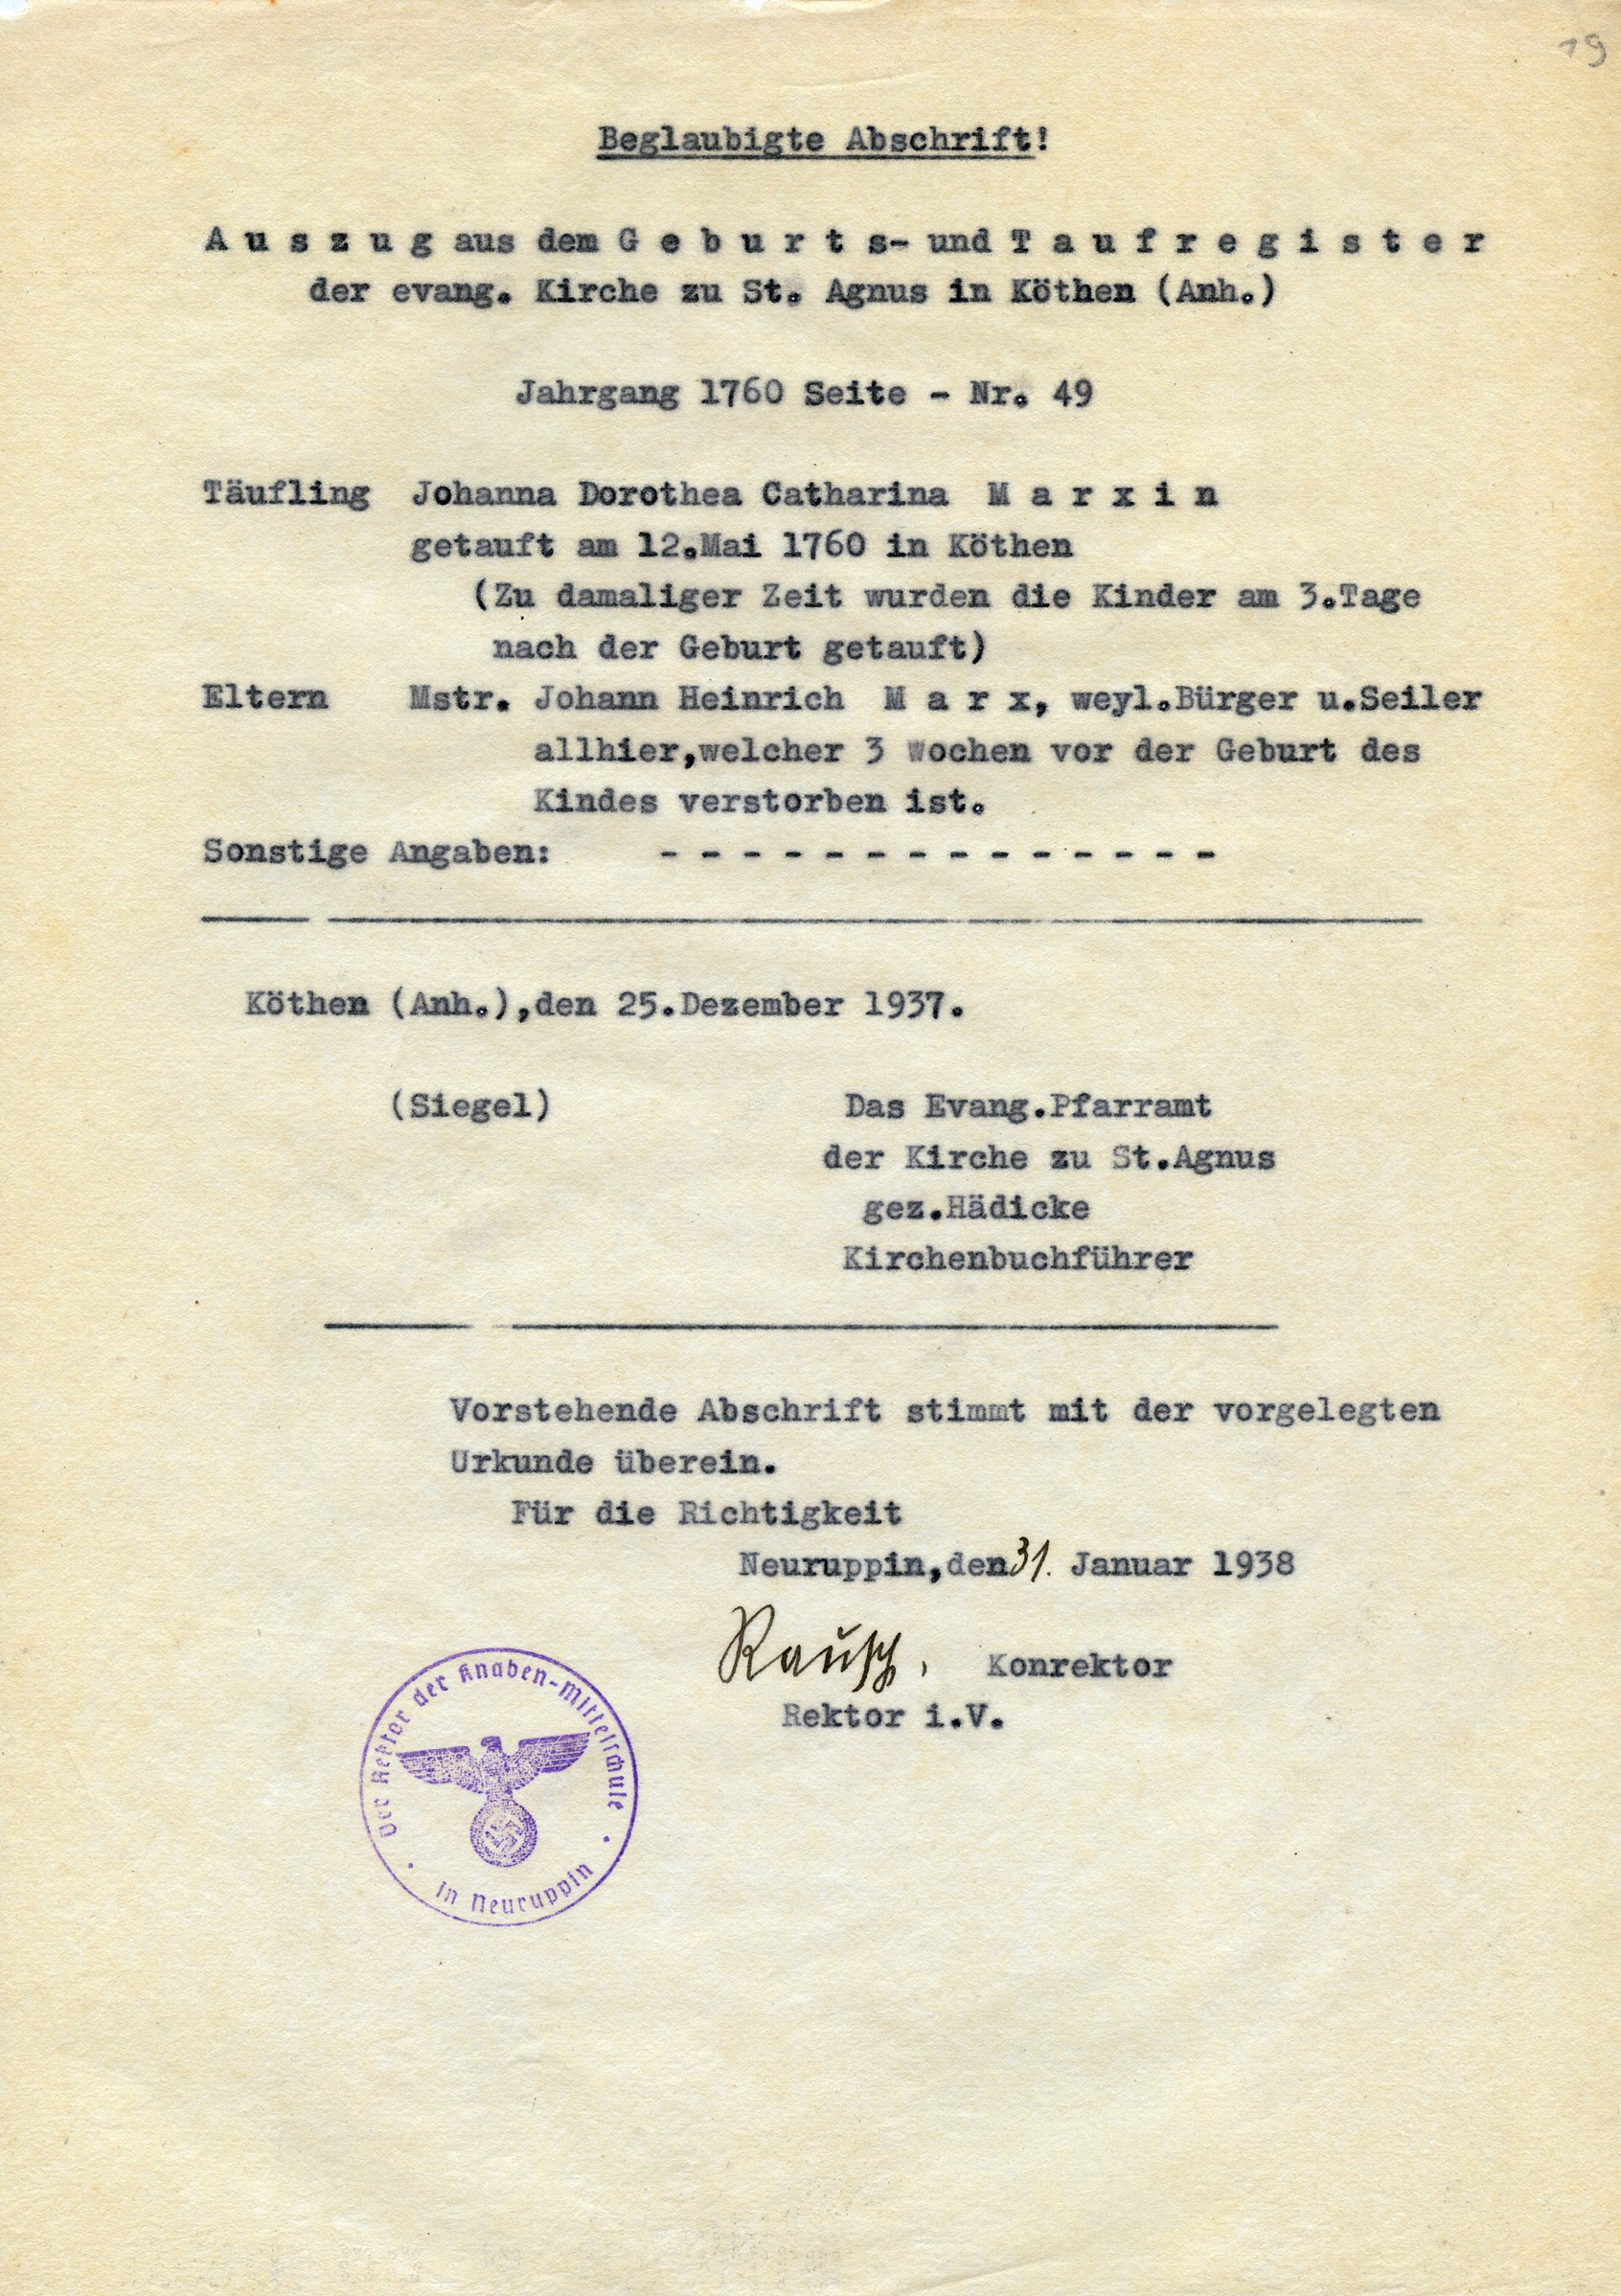 19
Beglaubigte Abschrift!
A u s z u g aus dem G e b u r t s- und T a u f r e g i s t e r
der evang. Kirche zu St. Agnus in Köthen (Anh.)
Jahrgang 1760 Seite - Nr. 49
Täufling Johanna Dorothea Catharina M a r x i n
getauft am 12.Mai 1760 in Köthen
(Zu damaliger Zeit wurden die Kinder am 3.Tage
nach der Geburt getauft)
Eltern Mstr. Johann Heinrich M a r x, weyl.Bürger u.Seiler
allhier,welcher 3 Wochen vor der Geburt des
Kindes verstorben ist.
Sonstige Angaben: - - - - - - - - - - - - - -
Köthen (Anh.),den 25.Dezember 1937.
(Siegel) Das Evang.Pfarramt
der Kirche zu St.Agnus
gez.Hädicke
Kirchenbuchführer
Vorstehende Abschrift stimmt mit der vorgelegten
Urkunde überein.
Für die Richtigkeit
Neuruppin,den 31. Januar 1938
Rausch, Konrektor
Rektor i.V.
Der Rektor der Knaben-Mittelschule
in Neuruppin